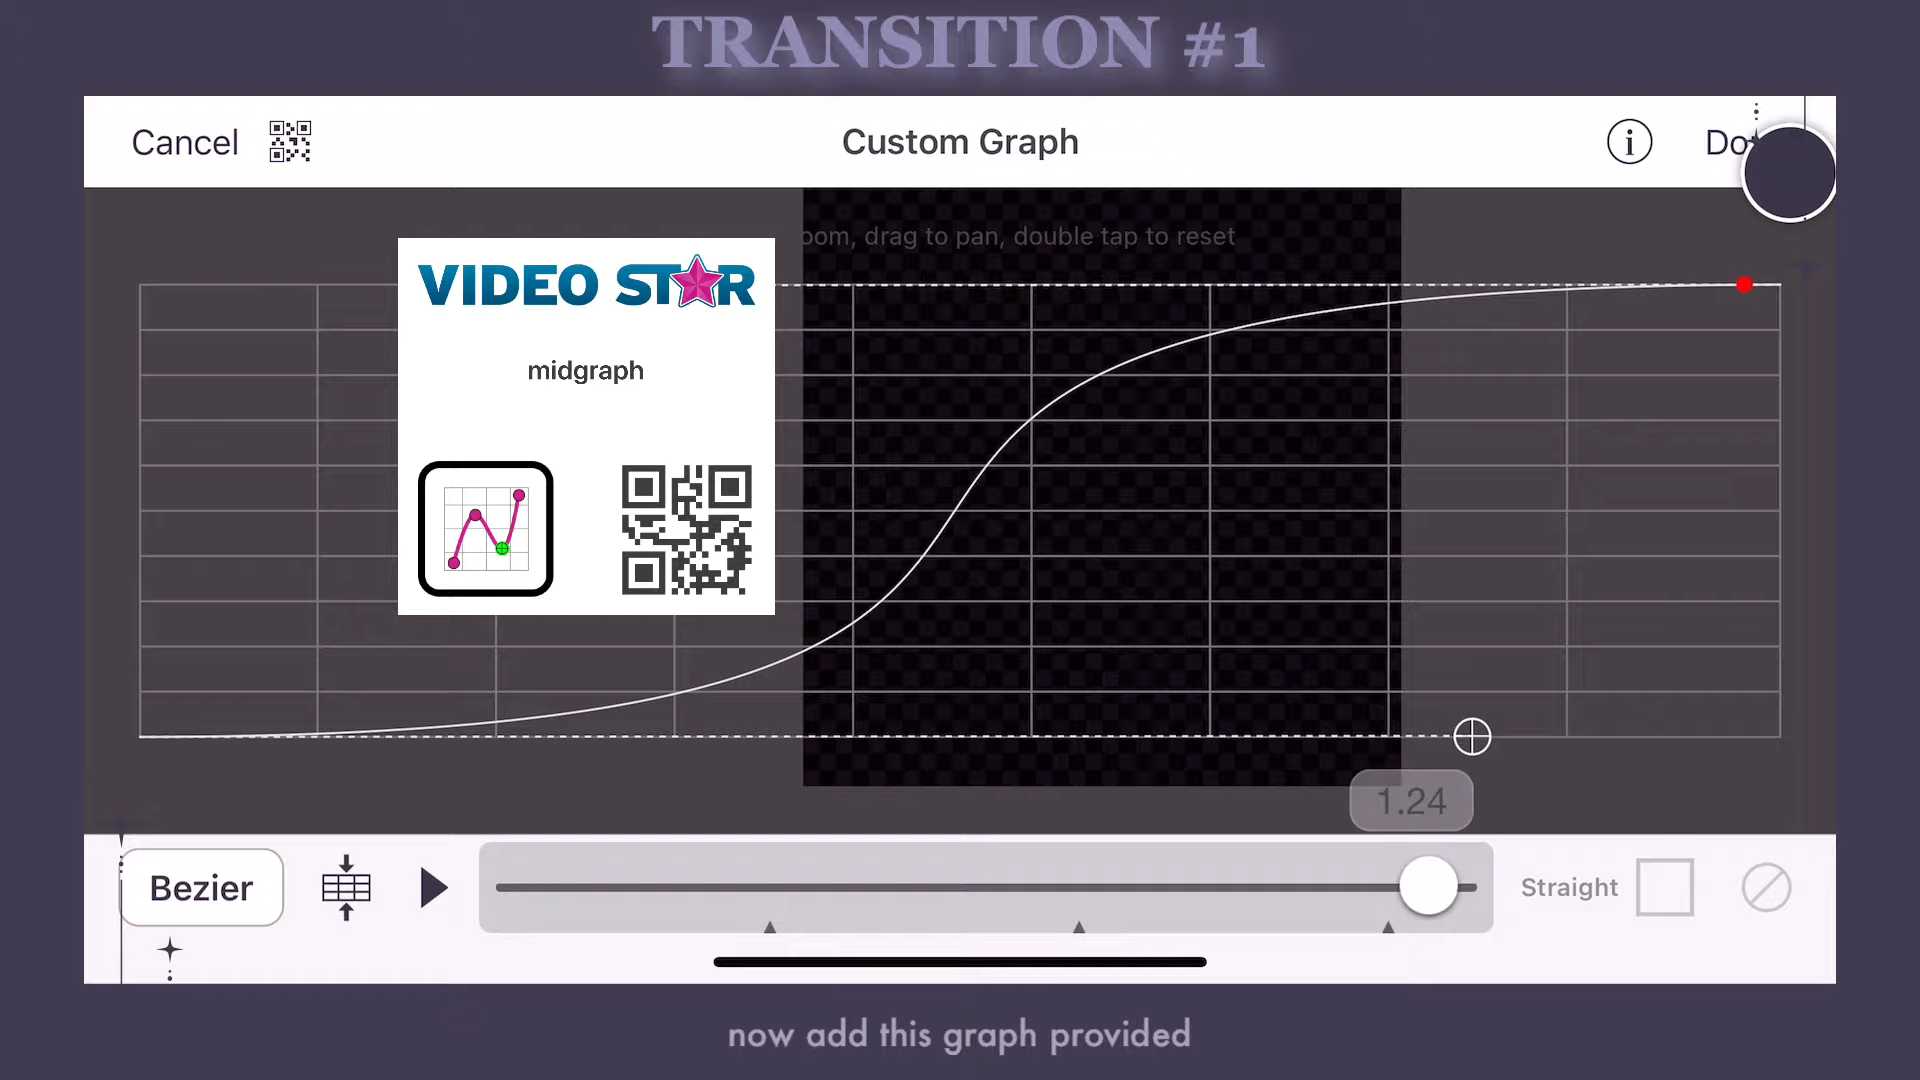 TRANSITION #1
Cancel
Custom Graph
i
Do
oom, drag to pan, double tap to reset
VIDEO STAR
midgraph
1.24
Bezier
Straight
now add this graph provided